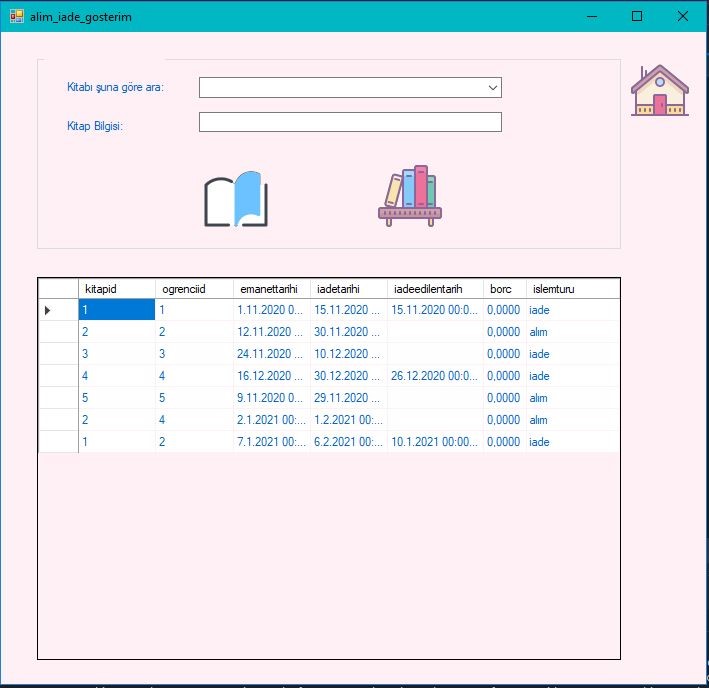 alim_iade_gosterim
Kitabı şuna göre ara:
Kitap Bilgisi:
kitapid ogrenciid emanettarihi iadetarihi iadeedilentarih borc islemturu
1 1 1.11.2020 0... 15.11.2020 ... 15.11.2020 00:0... 0,0000 iade
2 2 12.11.2020 ... 30.11.2020 ... 0,0000 alım
3 3 24.11.2020 ... 10.12.2020 ... 0,0000 iade
4 4 16.12.2020 ... 30.12.2020 ... 26.12.2020 00:0... 0,0000 iade
5 5 9.11.2020 0... 29.11.2020 ... 0,0000 alım
2 4 2.1.2021 00:... 1.2.2021 00:... 0,0000 alım
1 2 7.1.2021 00:... 6.2.2021 00:... 10.1.2021 00:00... 0,0000 iade